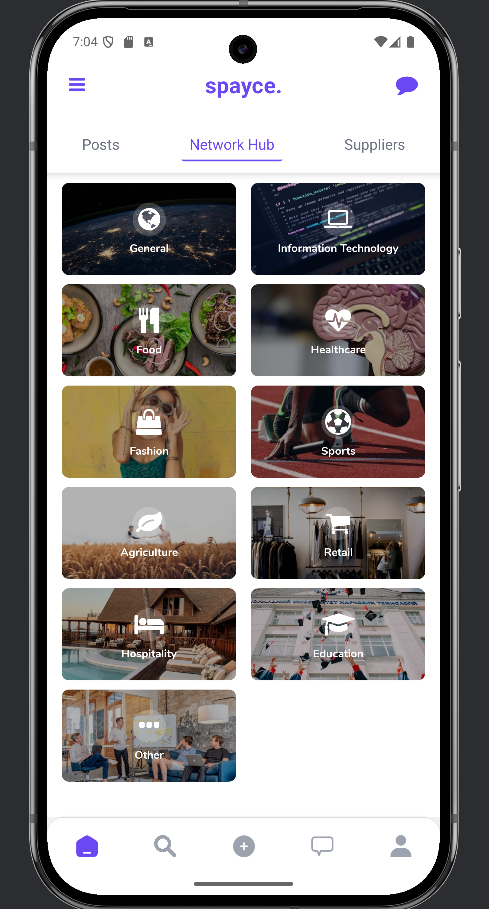 7:04
spayce.
Posts
Network Hub
Suppliers
General
Information Technology
Food
Healthcare
Fashion
Sports
Agriculture
Retail
Hospitality
Education
Other